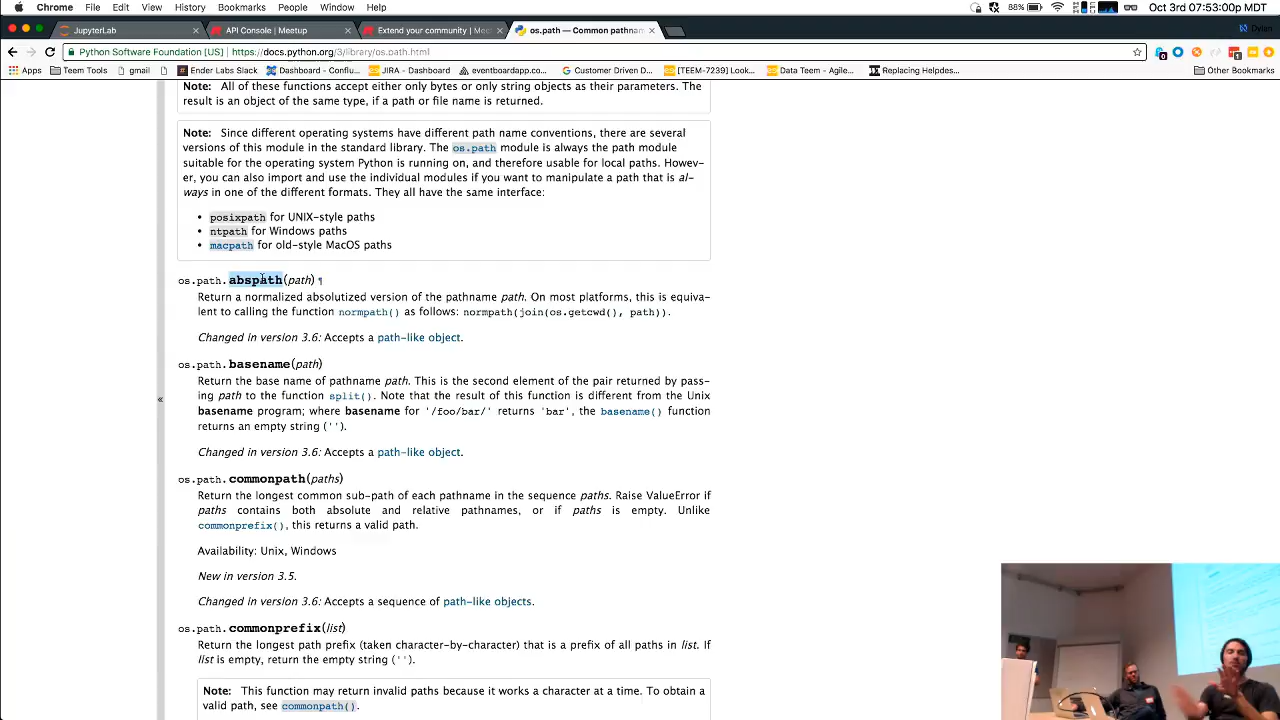 Chrome File Edit View History Bookmarks People Window Help 88% Oct 3rd 07:53:00p MDT
JupyterLab API Console | Meetup Extend your community | Meet os.path — Common pathnam Dylan
Python Software Foundation [US] https://docs.python.org/3/library/os.path.html
Apps Teem Tools gmail Ender Labs Slack Dashboard - Conflu... JIRA - Dashboard eventboardapp.co... Customer Driven D... [TEEM-7239] Look... Data Teem - Agile... Replacing Helpdes... Other Bookmarks
Note: All of these functions accept either only bytes or only string objects as their parameters. The
result is an object of the same type, if a path or file name is returned.
Note: Since different operating systems have different path name conventions, there are several
versions of this module in the standard library. The os.path module is always the path module
suitable for the operating system Python is running on, and therefore usable for local paths. Howev-
er, you can also import and use the individual modules if you want to manipulate a path that is al-
ways in one of the different formats. They all have the same interface:
• posixpath for UNIX-style paths
• ntpath for Windows paths
• macpath for old-style MacOS paths
os.path.abspath(path) ¶
Return a normalized absolutized version of the pathname path. On most platforms, this is equiva-
lent to calling the function normpath() as follows: normpath(join(os.getcwd(), path)).
Changed in version 3.6: Accepts a path-like object.
os.path.basename(path)
Return the base name of pathname path. This is the second element of the pair returned by pass-
ing path to the function split(). Note that the result of this function is different from the Unix
basename program; where basename for '/foo/bar/' returns 'bar', the basename() function
returns an empty string ('').
Changed in version 3.6: Accepts a path-like object.
«
os.path.commonpath(paths)
Return the longest common sub-path of each pathname in the sequence paths. Raise ValueError if
paths contains both absolute and relative pathnames, or if paths is empty. Unlike
commonprefix(), this returns a valid path.
Availability: Unix, Windows
New in version 3.5.
Changed in version 3.6: Accepts a sequence of path-like objects.
os.path.commonprefix(list)
Return the longest path prefix (taken character-by-character) that is a prefix of all paths in list. If
list is empty, return the empty string ('').
Note: This function may return invalid paths because it works a character at a time. To obtain a
valid path, see commonpath().